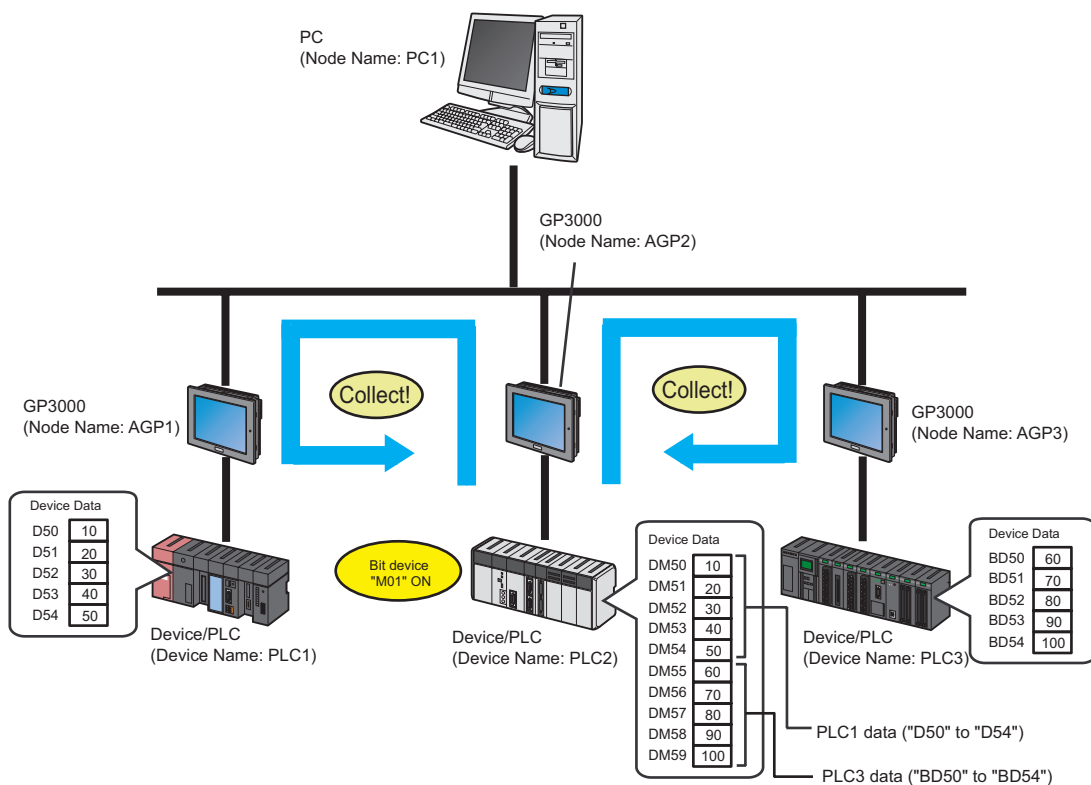 PC
(Node Name: PC1)
GP3000
(Node Name: AGP2)
Collect!
Collect!
GP3000
(Node Name: AGP1)
GP3000
(Node Name: AGP3)
Device Data
D50 10
D51 20
D52 30
D53 40
D54 50
Device/PLC
(Device Name: PLC1)
Bit device
"M01" ON
Device/PLC
(Device Name: PLC2)
Device Data
DM50 10
DM51 20
DM52 30
DM53 40
DM54 50
DM55 60
DM56 70
DM57 80
DM58 90
DM59 100
Device/PLC
(Device Name: PLC3)
Device Data
BD50 60
BD51 70
BD52 80
BD53 90
BD54 100
PLC1 data ("D50" to "D54")
PLC3 data ("BD50" to "BD54")